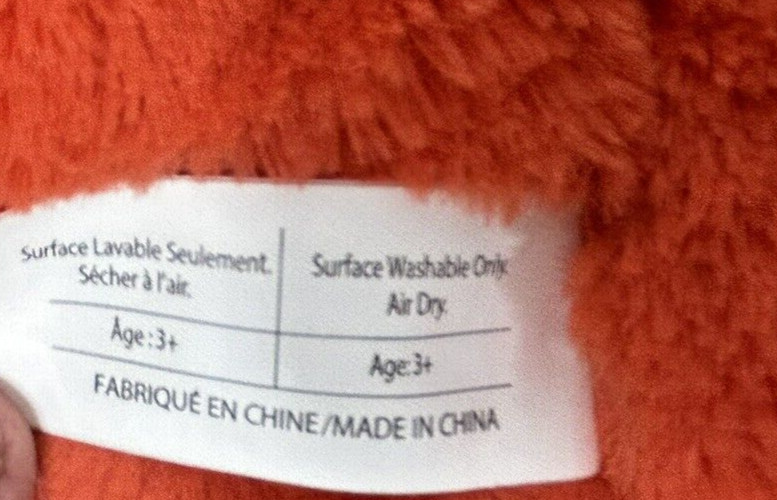 Surface Lavable Seulement.
Sécher à l'air.
Surface Washable Only.
Air Dry.
Âge : 3+
Age: 3+
FABRIQUÉ EN CHINE/MADE IN CHINA